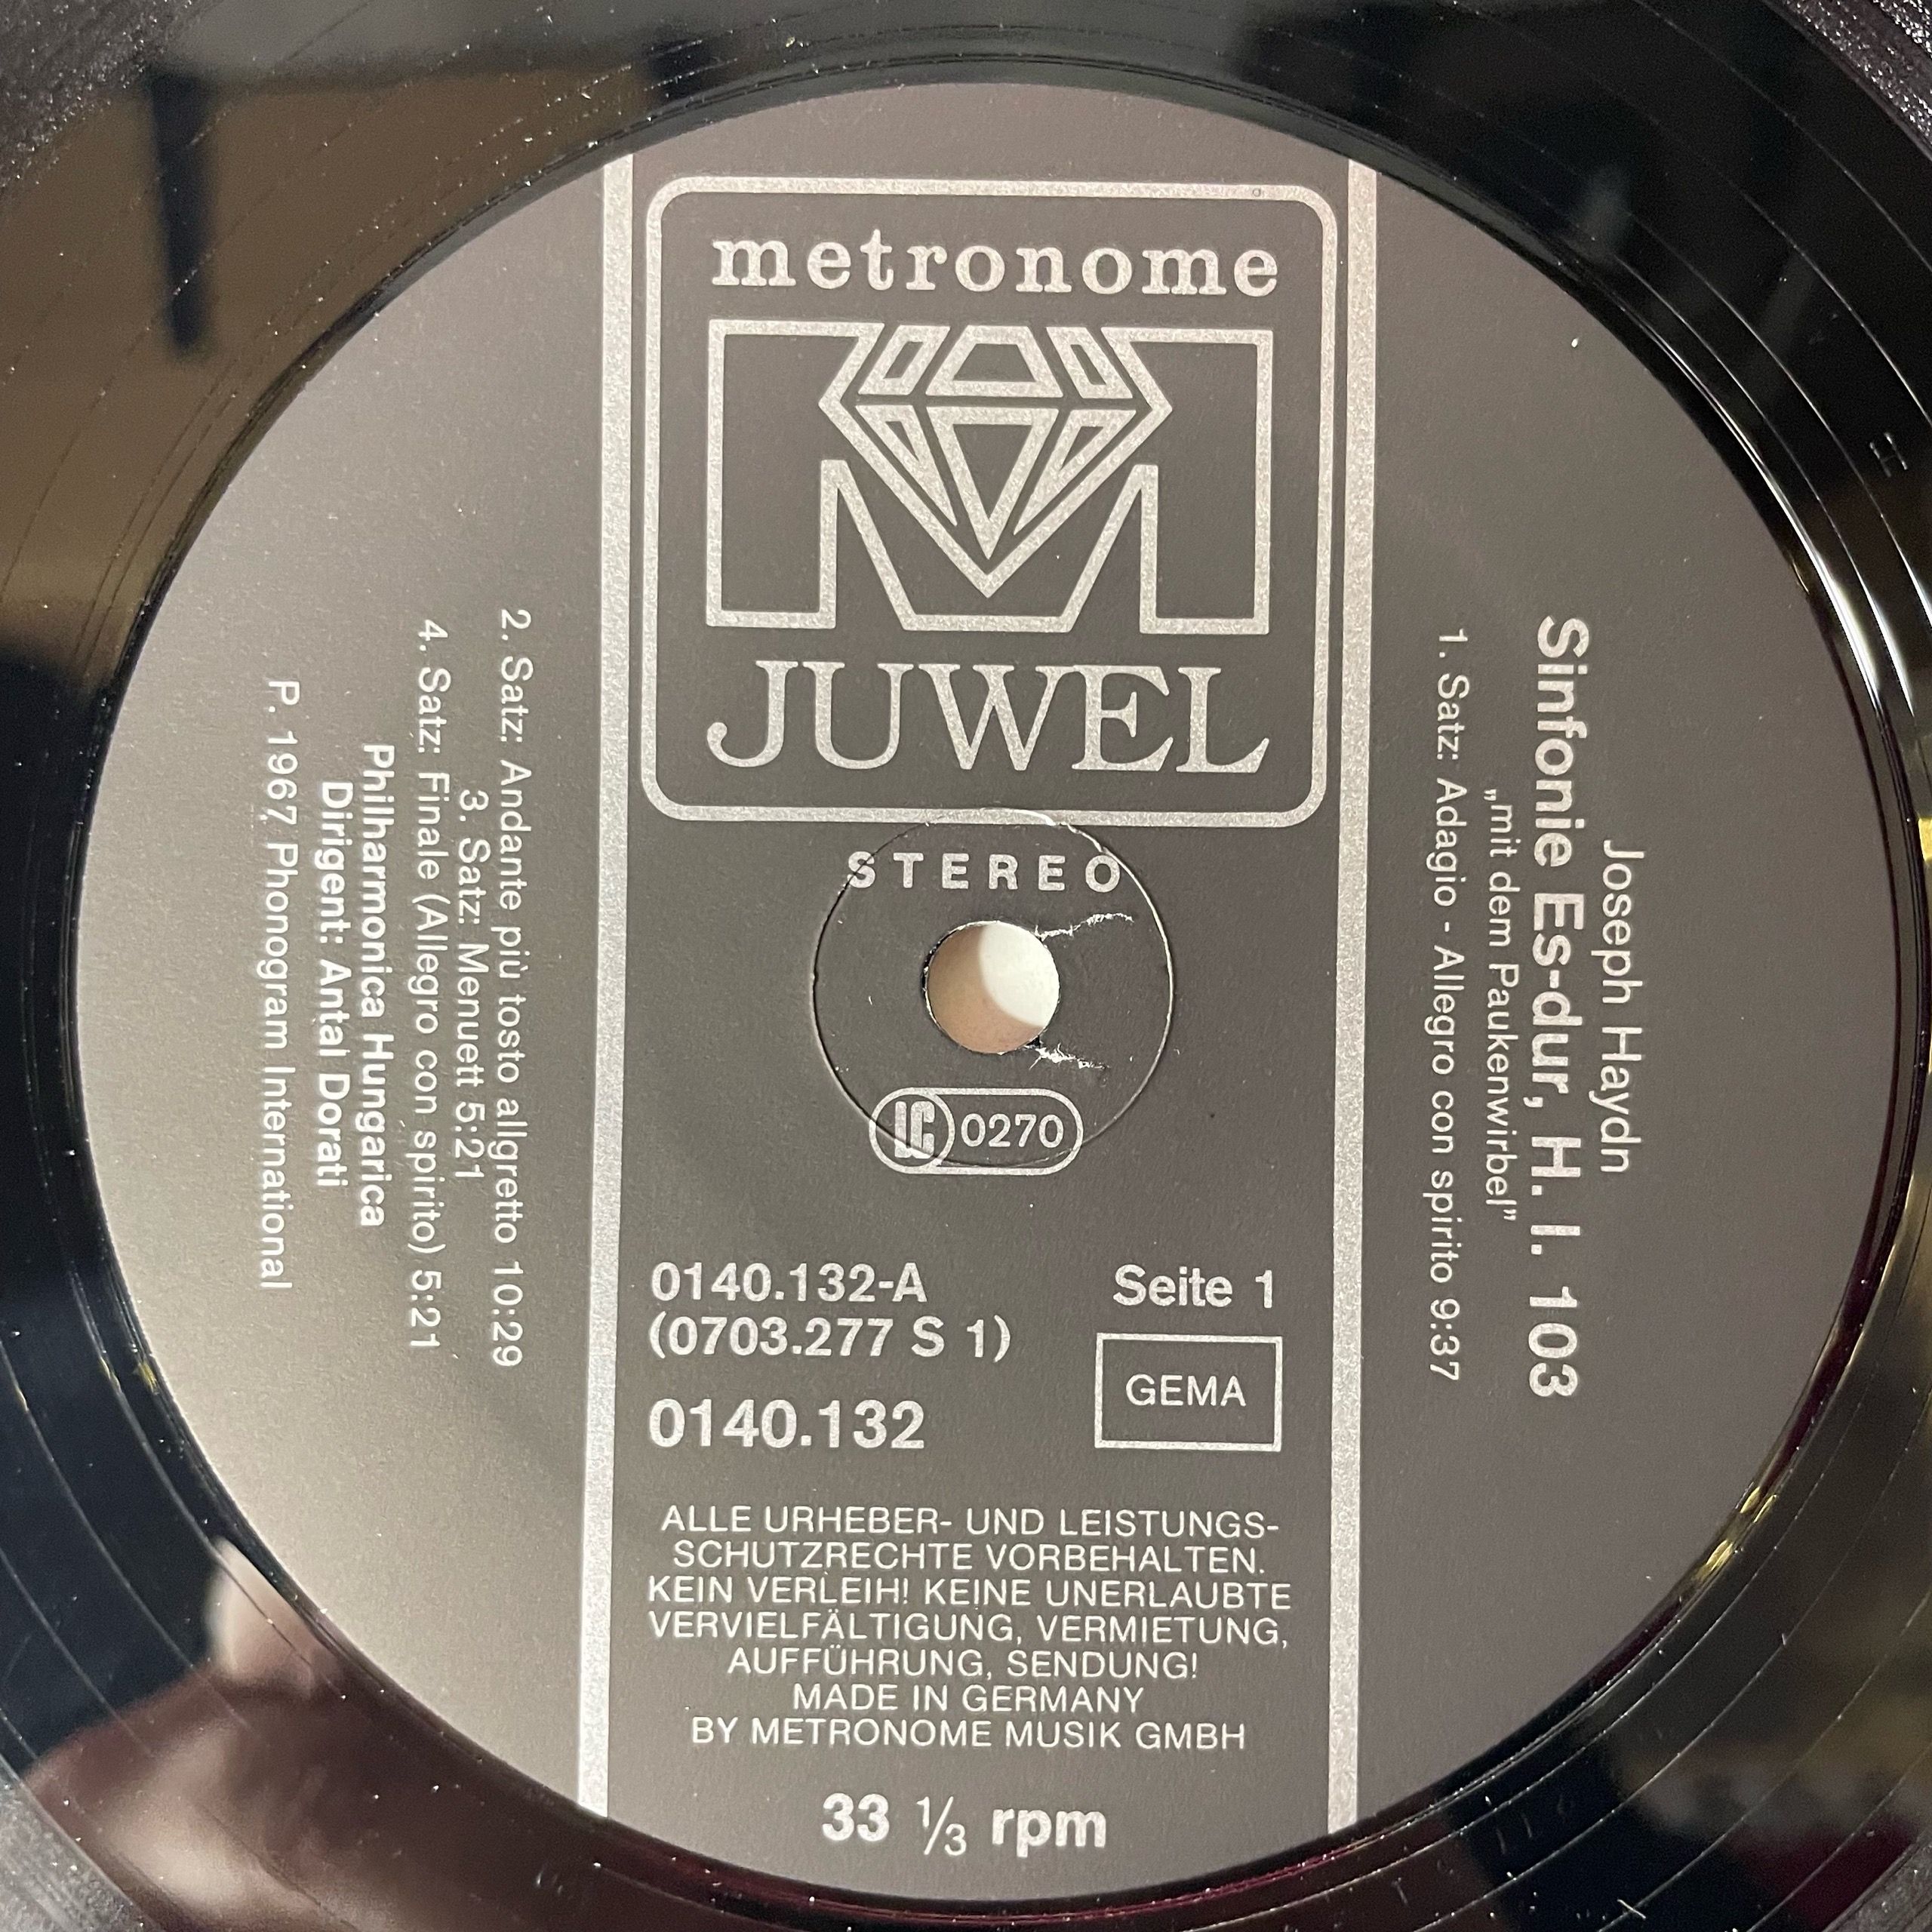 metronome
JUWEL
STEREO
IC 0270
0140.132-A
(0703.277 S 1)
0140.132
Seite 1
GEMA
ALLE URHEBER- UND LEISTUNGS-
SCHUTZRECHTE VORBEHALTEN.
KEIN VERLEIH! KEINE UNERLAUBTE
VERVIELFÄLTIGUNG, VERMIETUNG,
AUFFÜHRUNG, SENDUNG!
MADE IN GERMANY
BY METRONOME MUSIK GMBH
33 1/3 rpm
Joseph Haydn
Sinfonie Es-dur, H. I. 103
„mit dem Paukenwirbel”
1. Satz: Adagio - Allegro con spirito 9:37
2. Satz: Andante più tosto allgretto 10:29
3. Satz: Menuett 5:21
4. Satz: Finale (Allegro con spirito) 5:21
Philharmonica Hungarica
Dirigent: Antal Dorati
P. 1967 Phonogram International